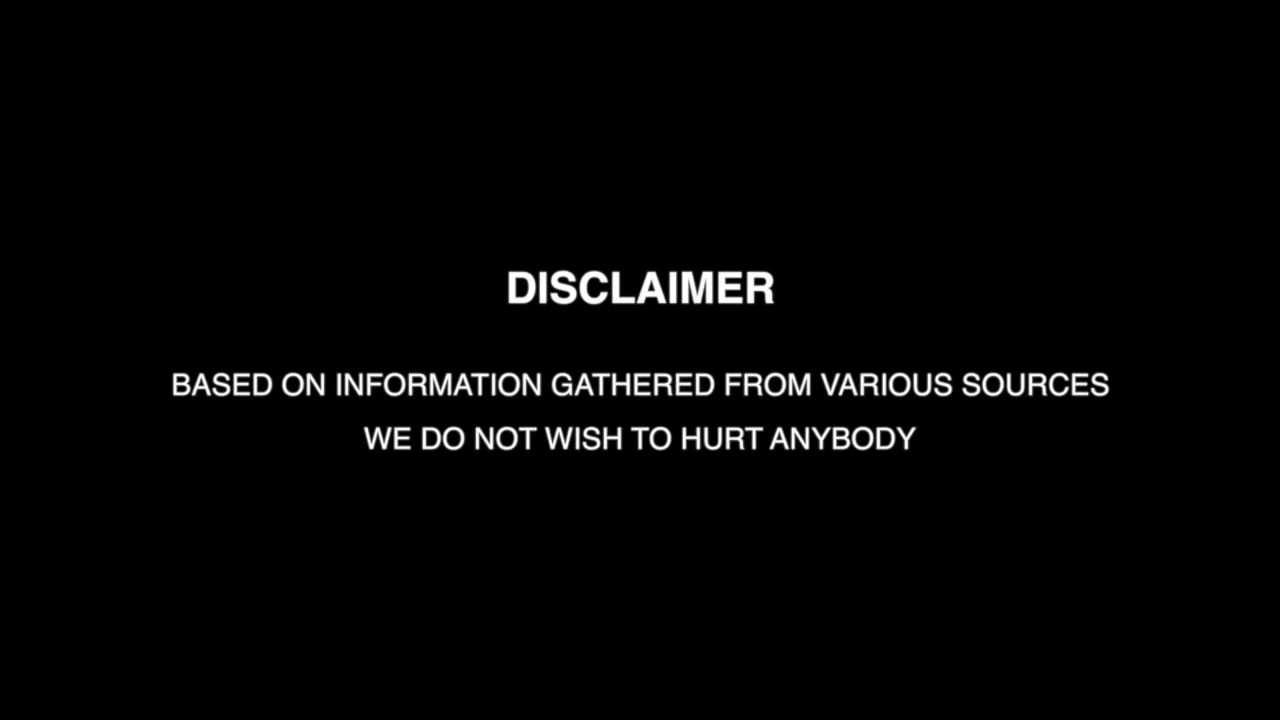 DISCLAIMER
BASED ON INFORMATION GATHERED FROM VARIOUS SOURCES
WE DO NOT WISH TO HURT ANYBODY